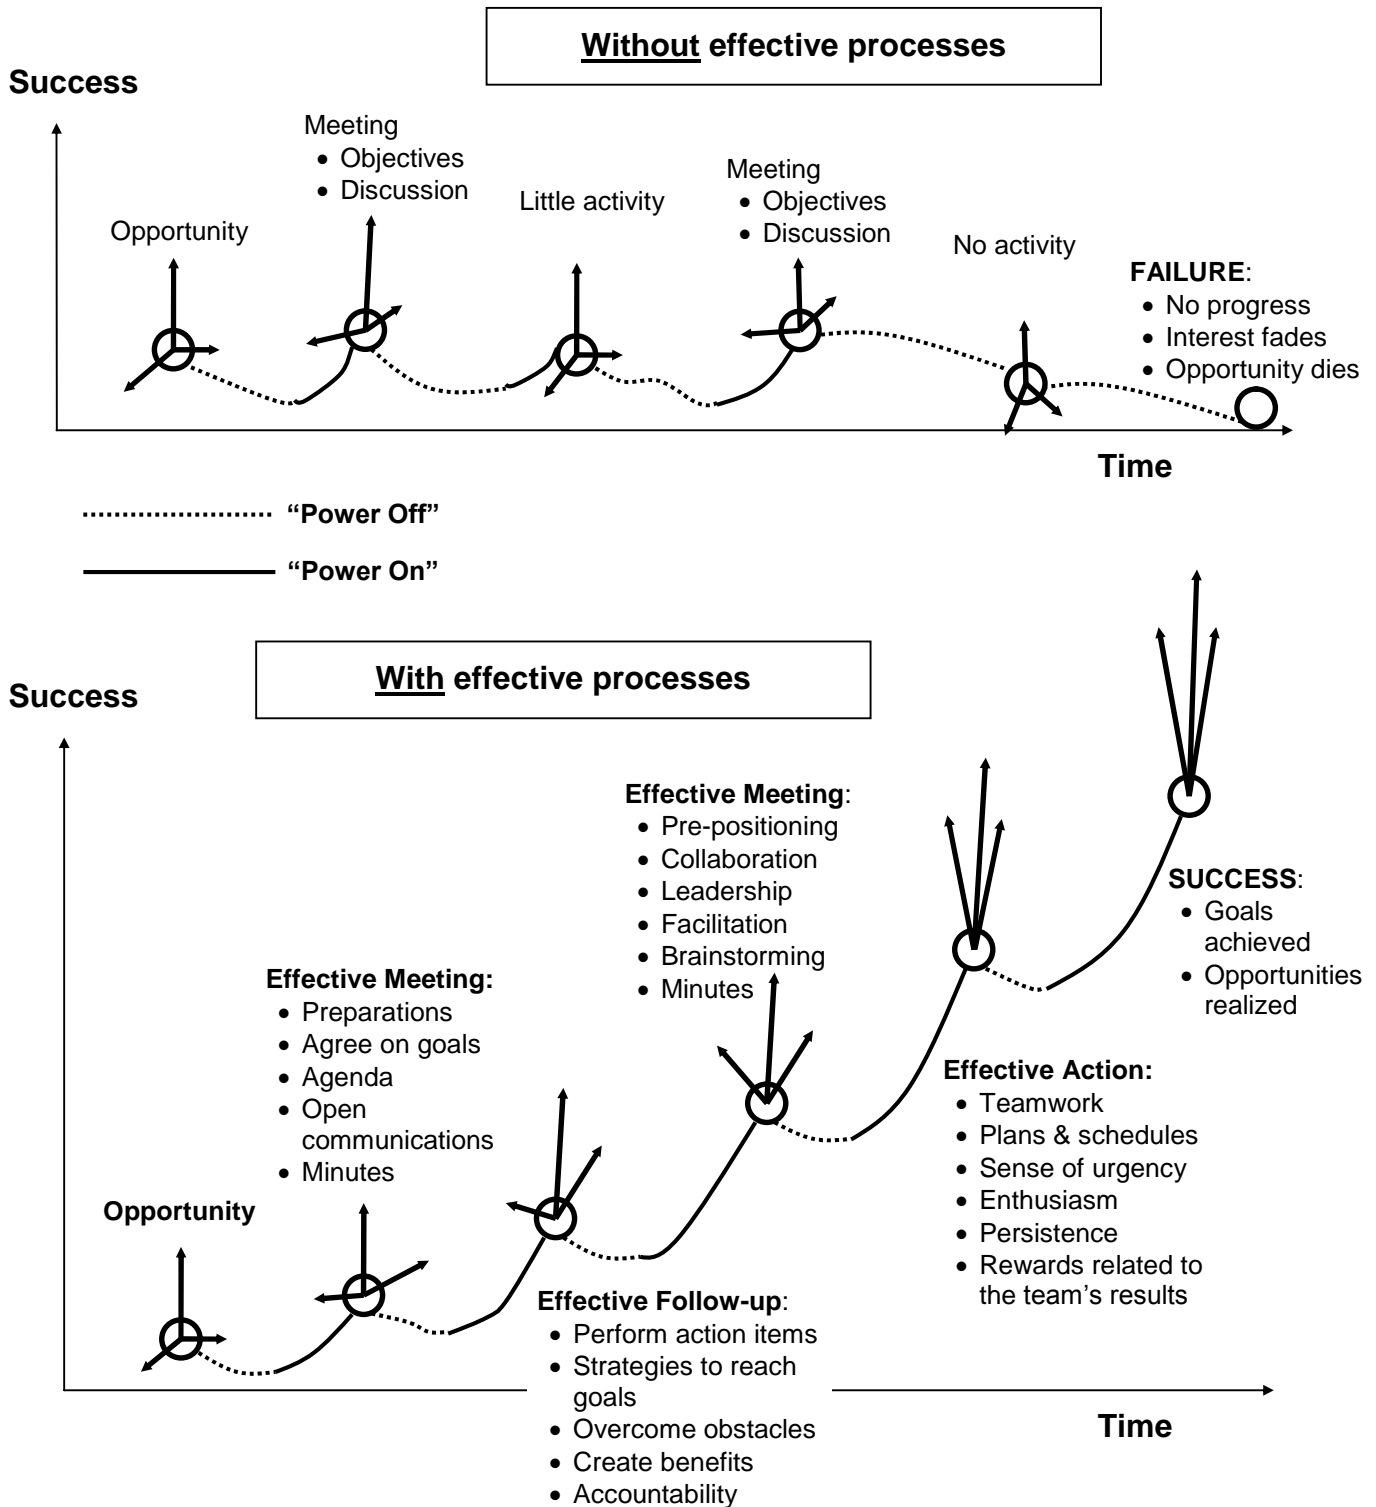 Without effective processes
Success
Meeting
• Objectives
• Discussion
Meeting
• Objectives
• Discussion
Little activity
Opportunity
No activity
FAILURE:
• No progress
• Interest fades
• Opportunity dies
Time
“Power Off”
“Power On”
With effective processes
Success
Effective Meeting:
• Pre-positioning
• Collaboration
• Leadership
• Facilitation
• Brainstorming
• Minutes
SUCCESS:
• Goals
achieved
• Opportunities
realized
Effective Meeting:
• Preparations
• Agree on goals
• Agenda
• Open
communications
• Minutes
Effective Action:
• Teamwork
• Plans & schedules
• Sense of urgency
• Enthusiasm
• Persistence
• Rewards related to
the team’s results
Opportunity
Effective Follow-up:
• Perform action items
• Strategies to reach
goals
• Overcome obstacles
• Create benefits
• Accountability
Time